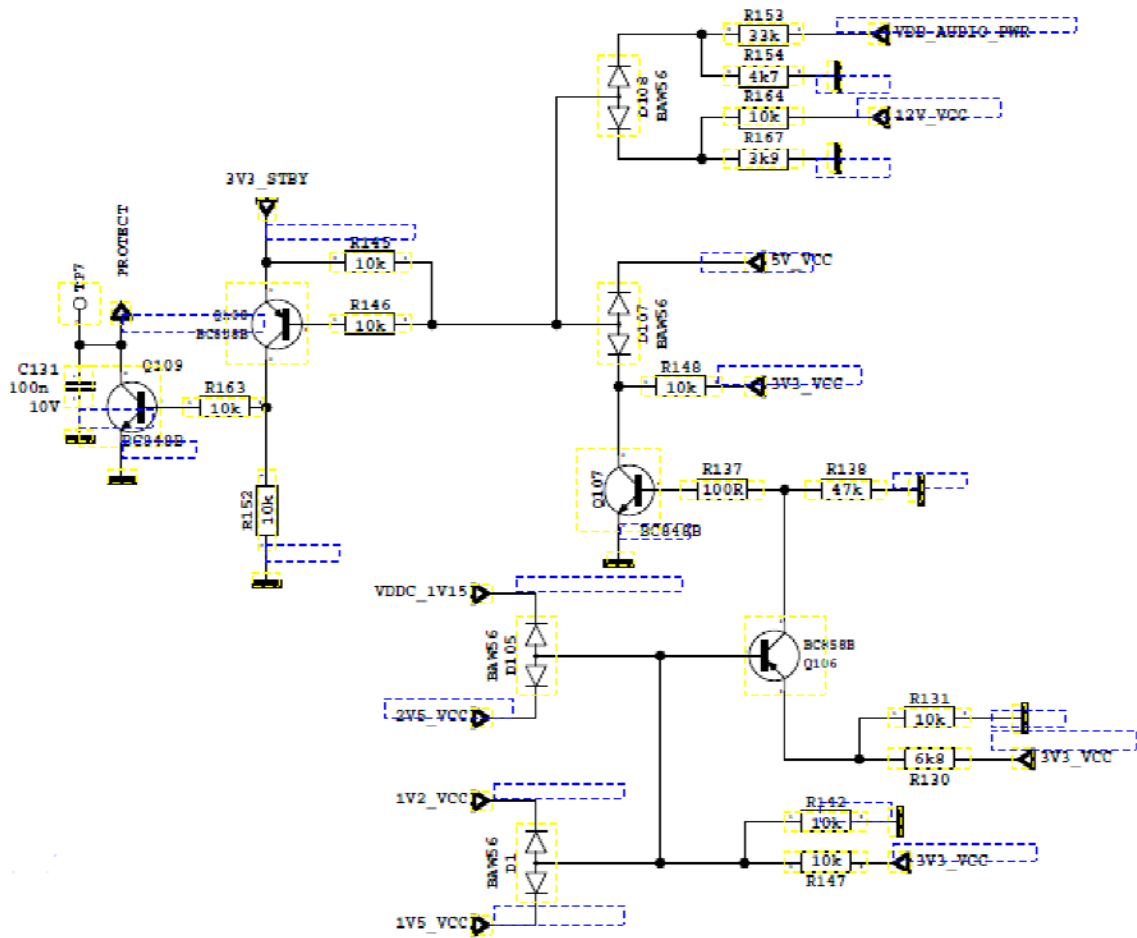 R153
33k
VDD_AUDIO_PWR
R154
4k7
D108
BAW56
R164
10k
12V_VCC
R167
3k9
3V3_STBY
PROTECT
TP7
R145
10k
5V_VCC
D107
BAW56
R146
10k
BC858B
R148
10k
3V3_VCC
C131
100n
10V
Q109
R163
10k
BC848B
R152
10k
Q107
R137
100R
R138
47k
BC848B
VDDC_1V15
BAW56
D105
BC858B
Q106
2V5_VCC
R131
10k
6k8
3V3_VCC
R130
1V2_VCC
R142
10k
BAW56
D1
10k
3V3_VCC
R147
1V5_VCC